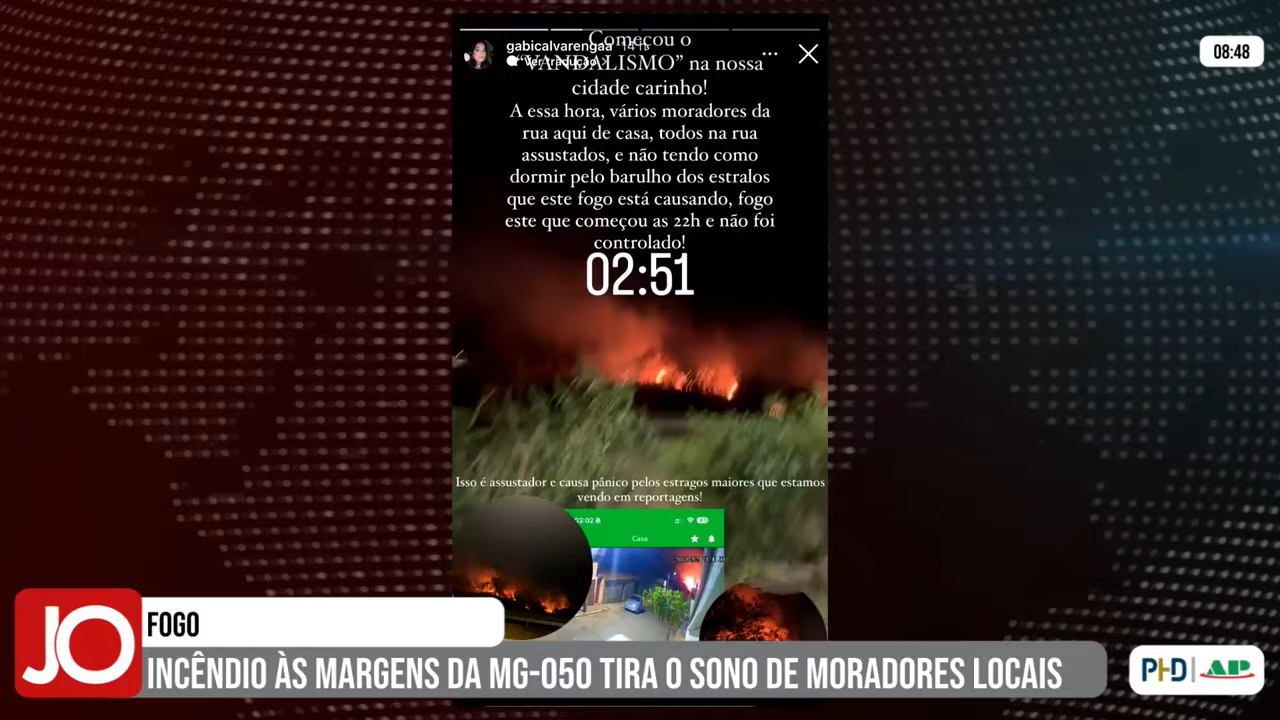 Começou o
gabicalvarengaa 14 h
Ver tradução ›
"VANDALISMO" na nossa
cidade carinho!
A essa hora, vários moradores da
rua aqui de casa, todos na rua
assustados, e não tendo como
dormir pelo barulho dos estralos
que este fogo está causando, fogo
este que começou as 22h e não foi
controlado!
02:51
08:48
Isso é assustador e causa pânico pelos estragos maiores que estamos
vendo em reportagens!
03:02
Casa
JO
FOGO
INCÊNDIO ÀS MARGENS DA MG-050 TIRA O SONO DE MORADORES LOCAIS
PHD
AP